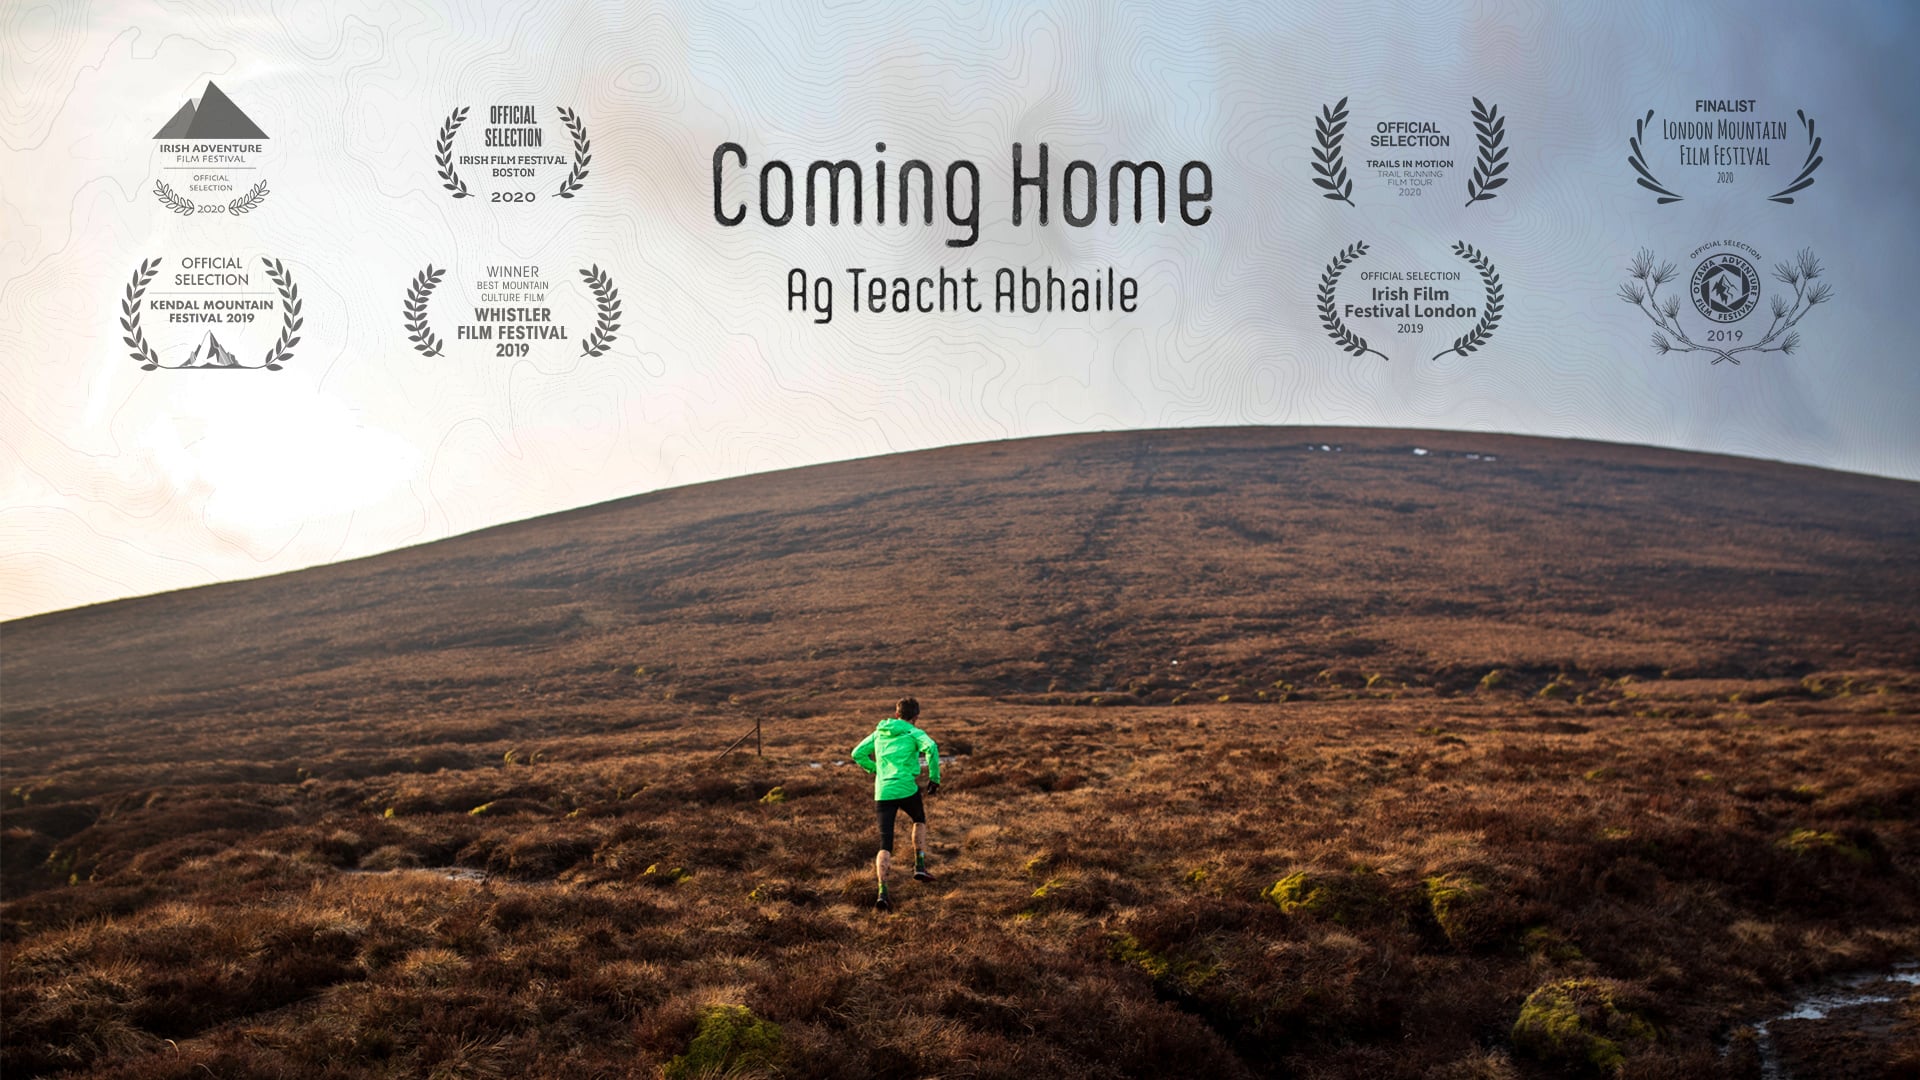 IRISH ADVENTURE
FILM FESTIVAL
OFFICIAL
SELECTION
2020
OFFICIAL
SELECTION
IRISH FILM FESTIVAL
BOSTON
2020
Coming Home
Ag Teacht Abhaile
OFFICIAL
SELECTION
TRAILS IN MOTION
TRAIL RUNNING
FILM TOUR
2020
FINALIST
LONDON MOUNTAIN
FILM FESTIVAL
2020
OFFICIAL
SELECTION
KENDAL MOUNTAIN
FESTIVAL 2019
WINNER
BEST MOUNTAIN
CULTURE FILM
WHISTLER
FILM FESTIVAL
2019
OFFICIAL SELECTION
Irish Film
Festival London
2019
OFFICIAL SELECTION
OTTAWA ADVENTURE
FILM FESTIVAL
2019